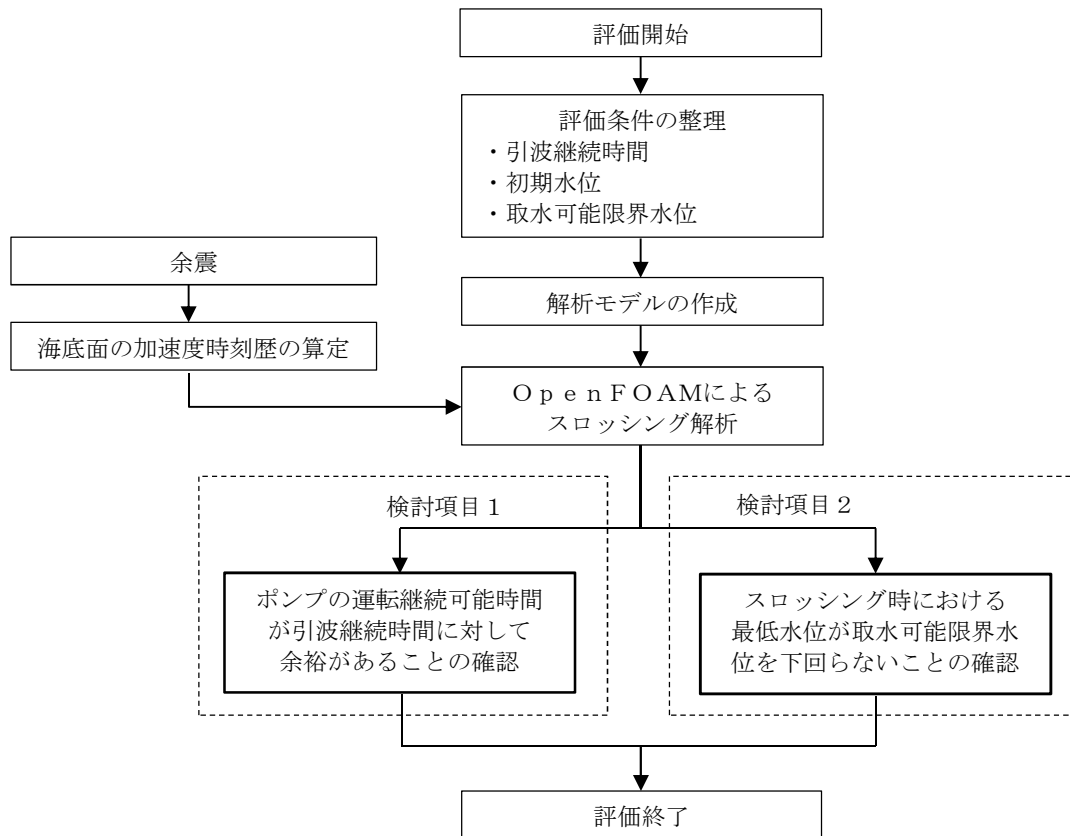 評価開始
評価条件の整理
・引波継続時間
・初期水位
・取水可能限界水位
余震
解析モデルの作成
海底面の加速度時刻歴の算定
ＯｐｅｎＦＯＡＭによる
スロッシング解析
検討項目１
検討項目２
ポンプの運転継続可能時間
が引波継続時間に対して
余裕があることの確認
スロッシング時における
最低水位が取水可能限界水
位を下回らないことの確認
評価終了